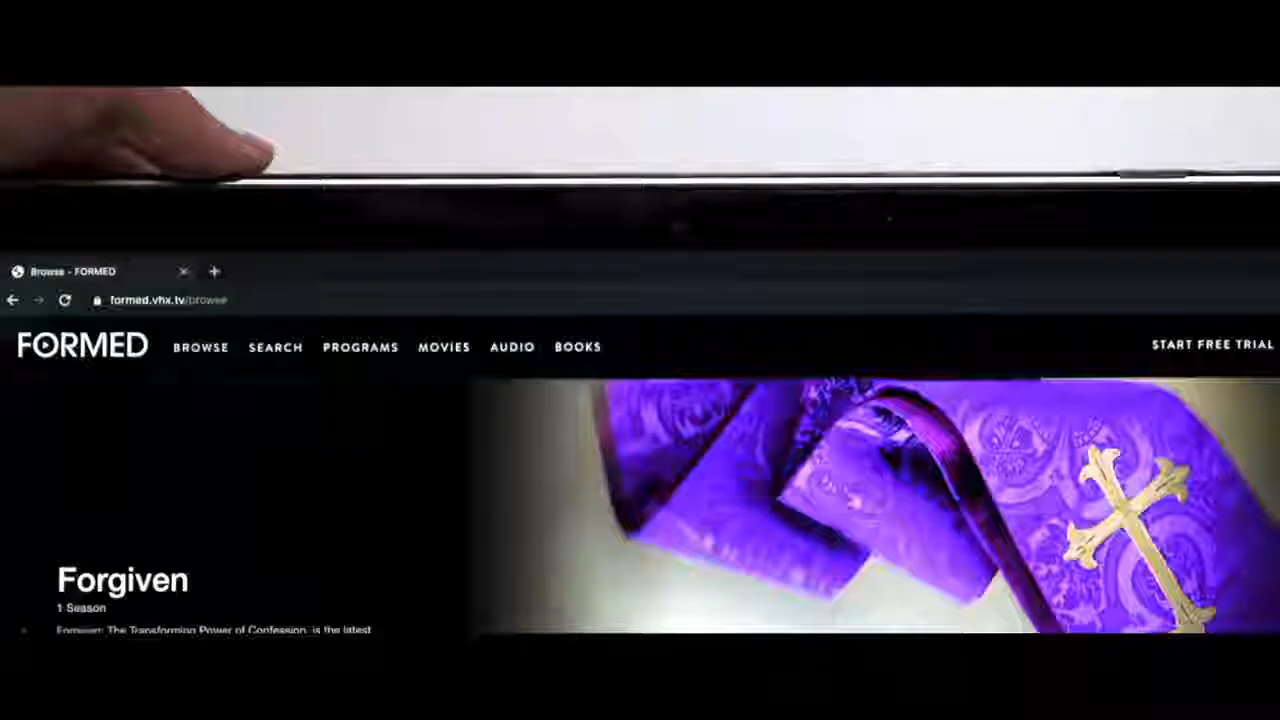 Browse - FORMED
formed.vhx.tv/browse
FORMED BROWSE SEARCH PROGRAMS MOVIES AUDIO BOOKS START FREE TRIAL
Forgiven
1 Season
Forgiven: The Transforming Power of Confession, is the latest